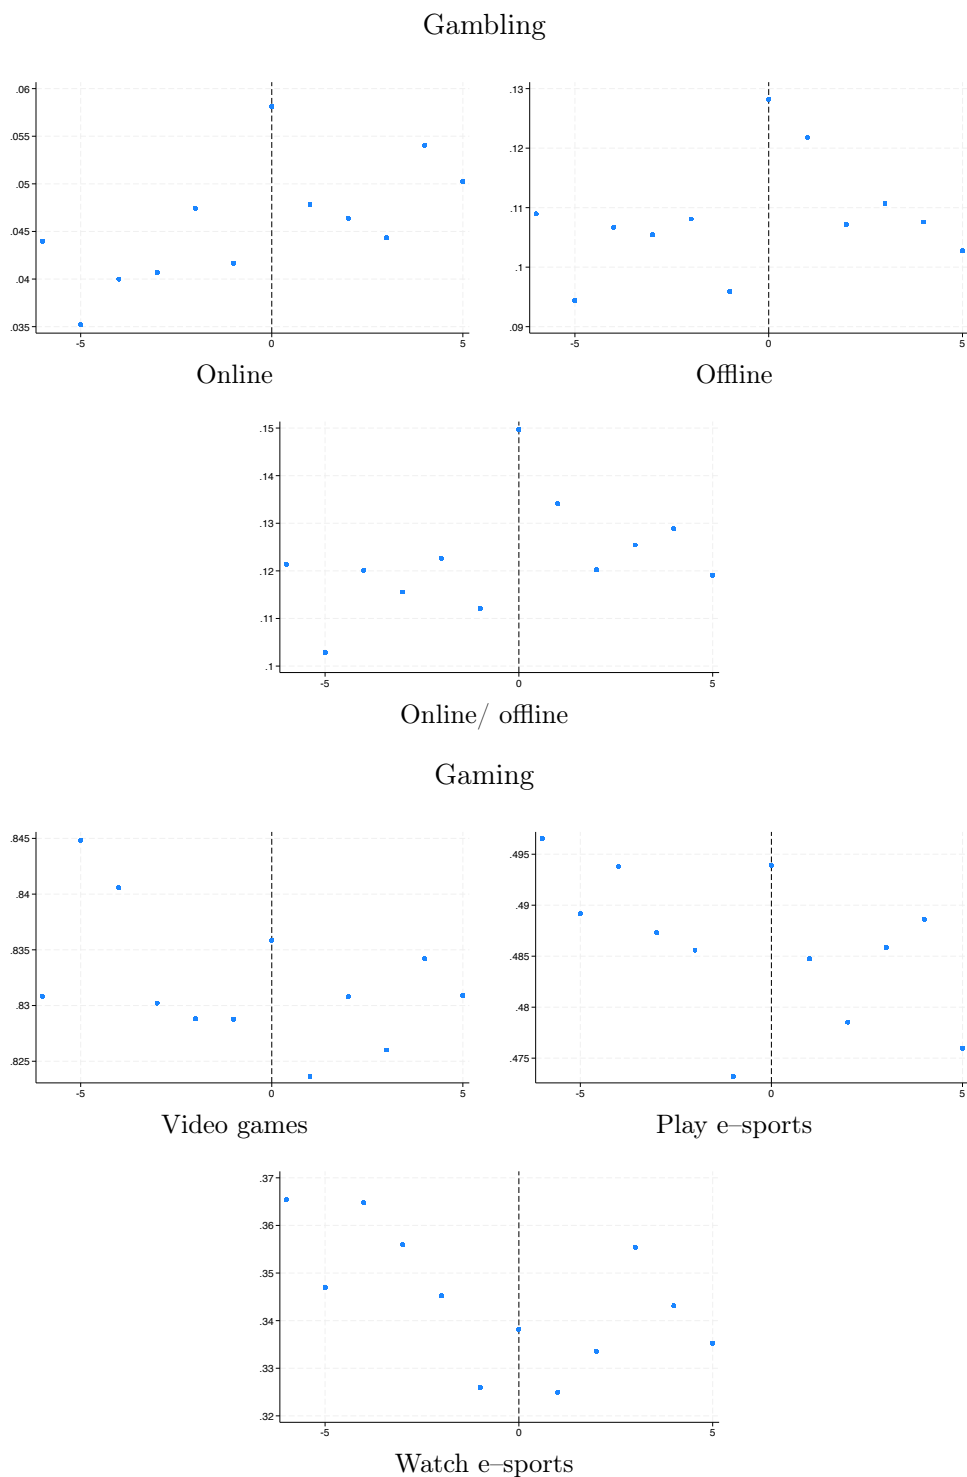 Gambling
.06
.055
.05
.045
.04
.035
-5 0 5
Online
.13
.12
.11
.1
.09
-5 0 5
Offline
.15
.14
.13
.12
.11
.1
-5 0 5
Online/ offline
Gaming
.845
.84
.835
.83
.825
-5 0 5
Video games
.495
.49
.485
.48
.475
-5 0 5
Play e–sports
.37
.36
.35
.34
.33
.32
-5 0 5
Watch e–sports